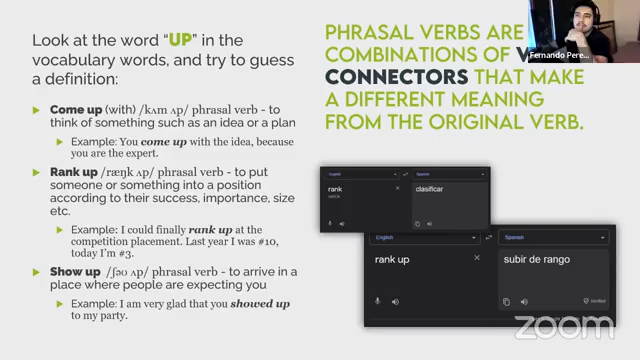 Look at the word “UP” in the
vocabulary words, and try to guess
a definition:
Come up (with) /kʌm ʌp/ phrasal verb - to
think of something such as an idea or a plan
Example: You come up with the idea, because
you are the expert.
Rank up /ræŋk ʌp/ phrasal verb - to put
someone or something into a position
according to their success, importance, size
etc.
Example: I could finally rank up at the
competition placement. Last year I was #10,
today I’m #3.
Show up /ʃəʊ ʌp/ phrasal verb - to arrive in a
place where people are expecting you
Example: I am very glad that you showed up
to my party.
PHRASAL VERBS ARE
COMBINATIONS OF
CONNECTORS THAT MAKE
A DIFFERENT MEANING
FROM THE ORIGINAL VERB.
Fernando Pere...
English Spanish
rank clasificar
English Spanish
rank up subir de rango
zoom